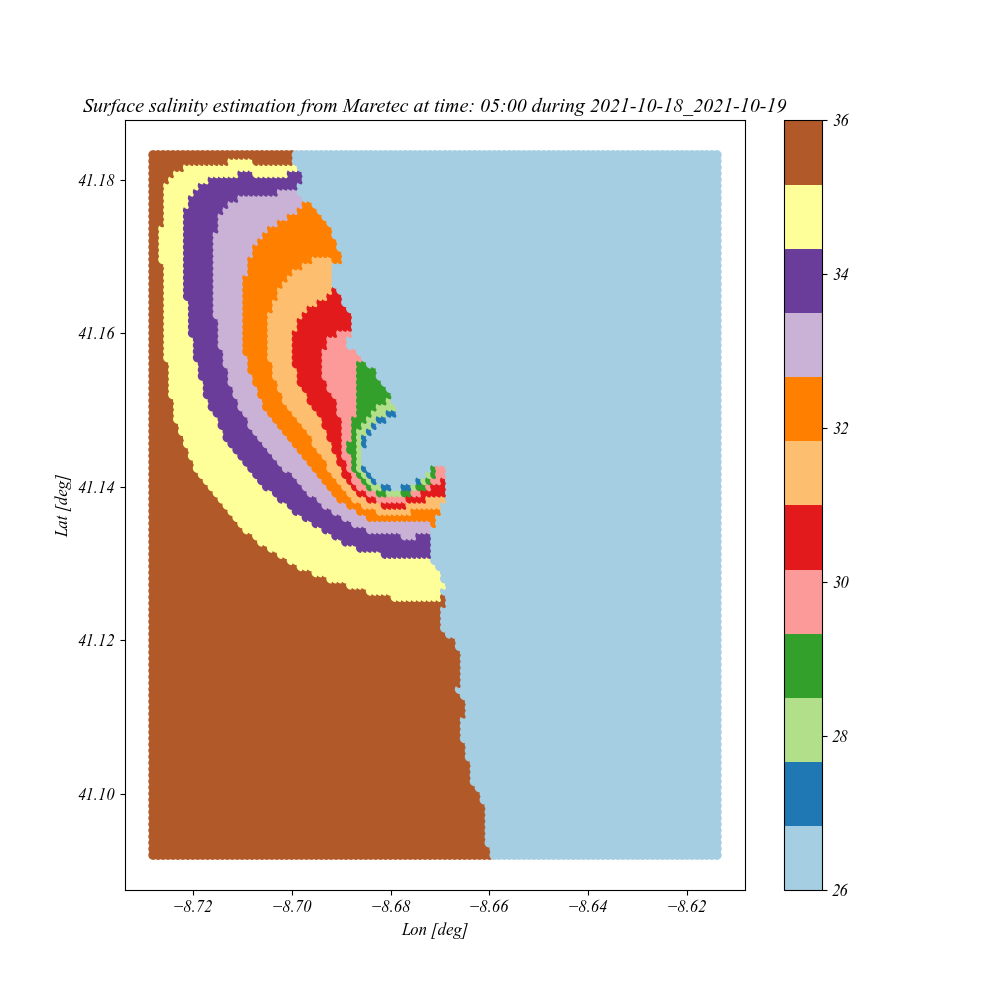 Surface salinity estimation from Maretec at time: 05:00 during 2021-10-18_2021-10-19
36
41.18
34
41.16
32
Lat [deg]
41.14
30
41.12
28
41.10
26
−8.72 −8.70 −8.68 −8.66 −8.64 −8.62
Lon [deg]